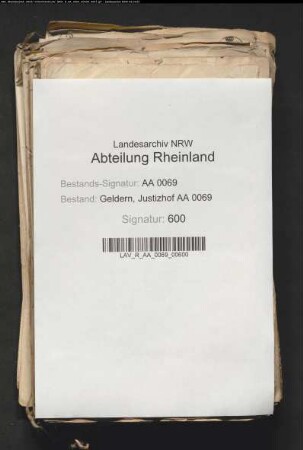 Landesarchiv NRW
Abteilung Rheinland
Bestands-Signatur: AA 0069
Bestand: Geldern, Justizhof AA 0069
Signatur: 600
LAV_R_AA_0069_00600